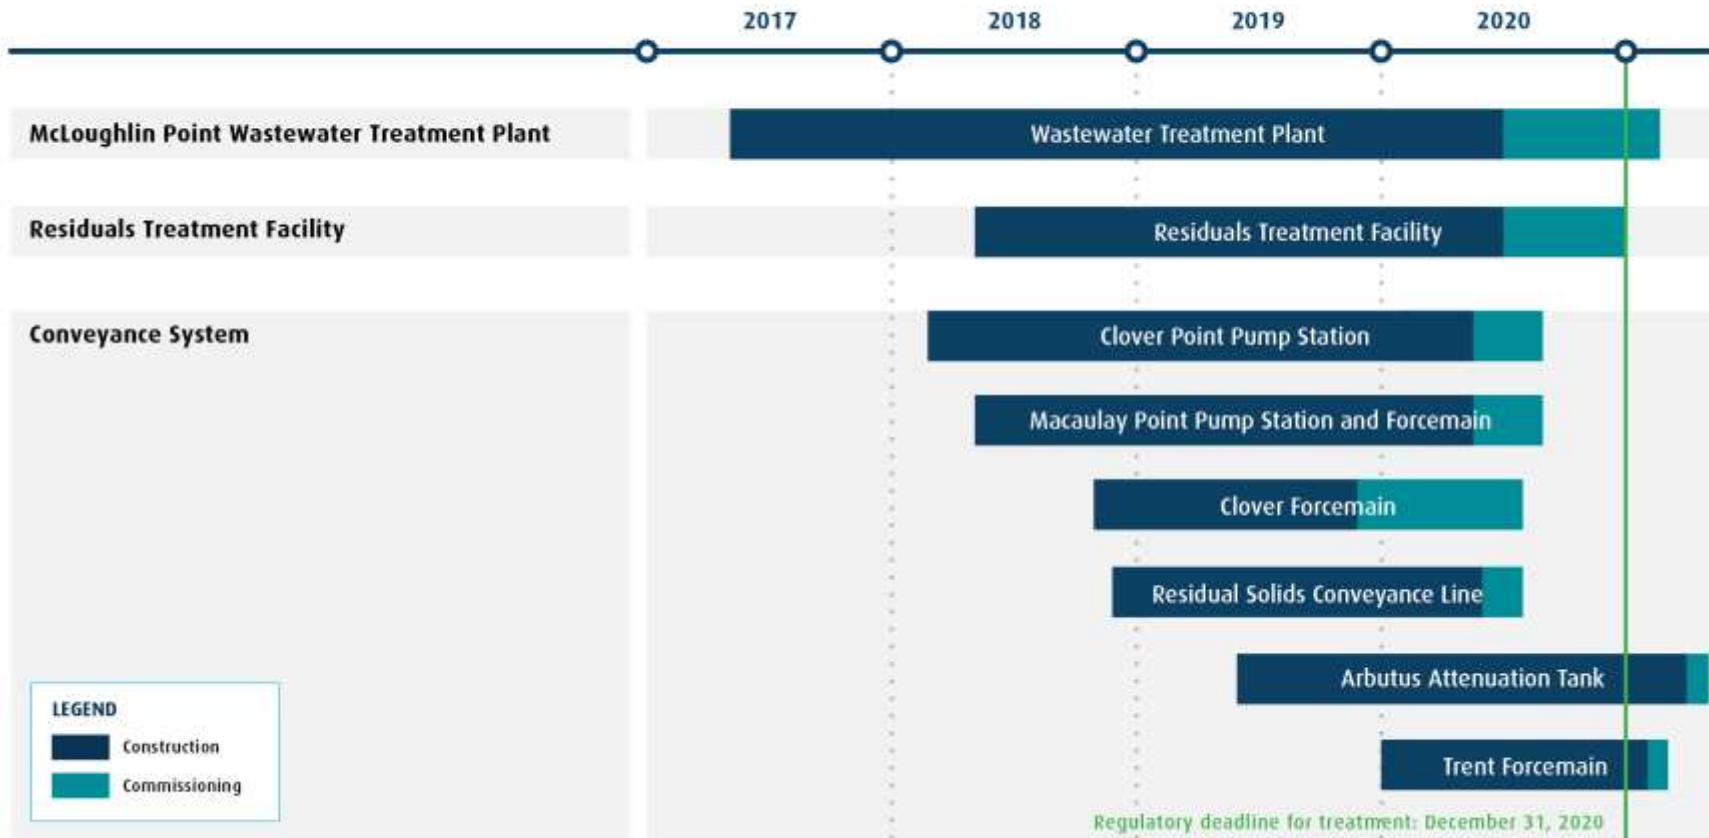 2017 2018 2019 2020
McLoughlin Point Wastewater Treatment Plant
Wastewater Treatment Plant
Residuals Treatment Facility
Residuals Treatment Facility
Conveyance System
Clover Point Pump Station
Macaulay Point Pump Station and Forcemain
Clover Forcemain
Residual Solids Conveyance Line
Arbutus Attenuation Tank
Trent Forcemain
LEGEND
Construction
Commissioning
Regulatory deadline for treatment: December 31, 2020